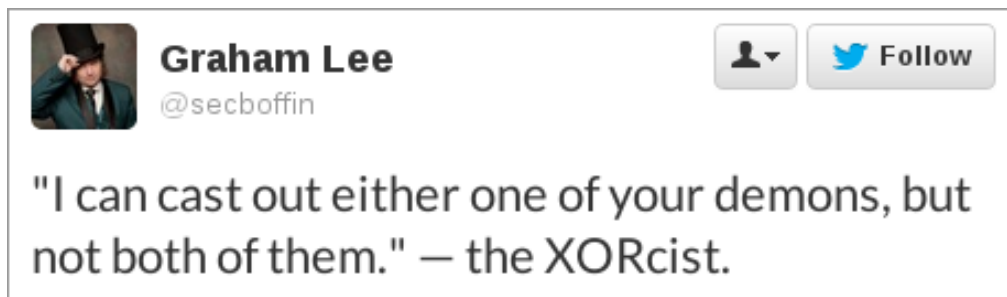 Graham Lee
@secboffin
Follow
"I can cast out either one of your demons, but
not both of them." — the XORcist.